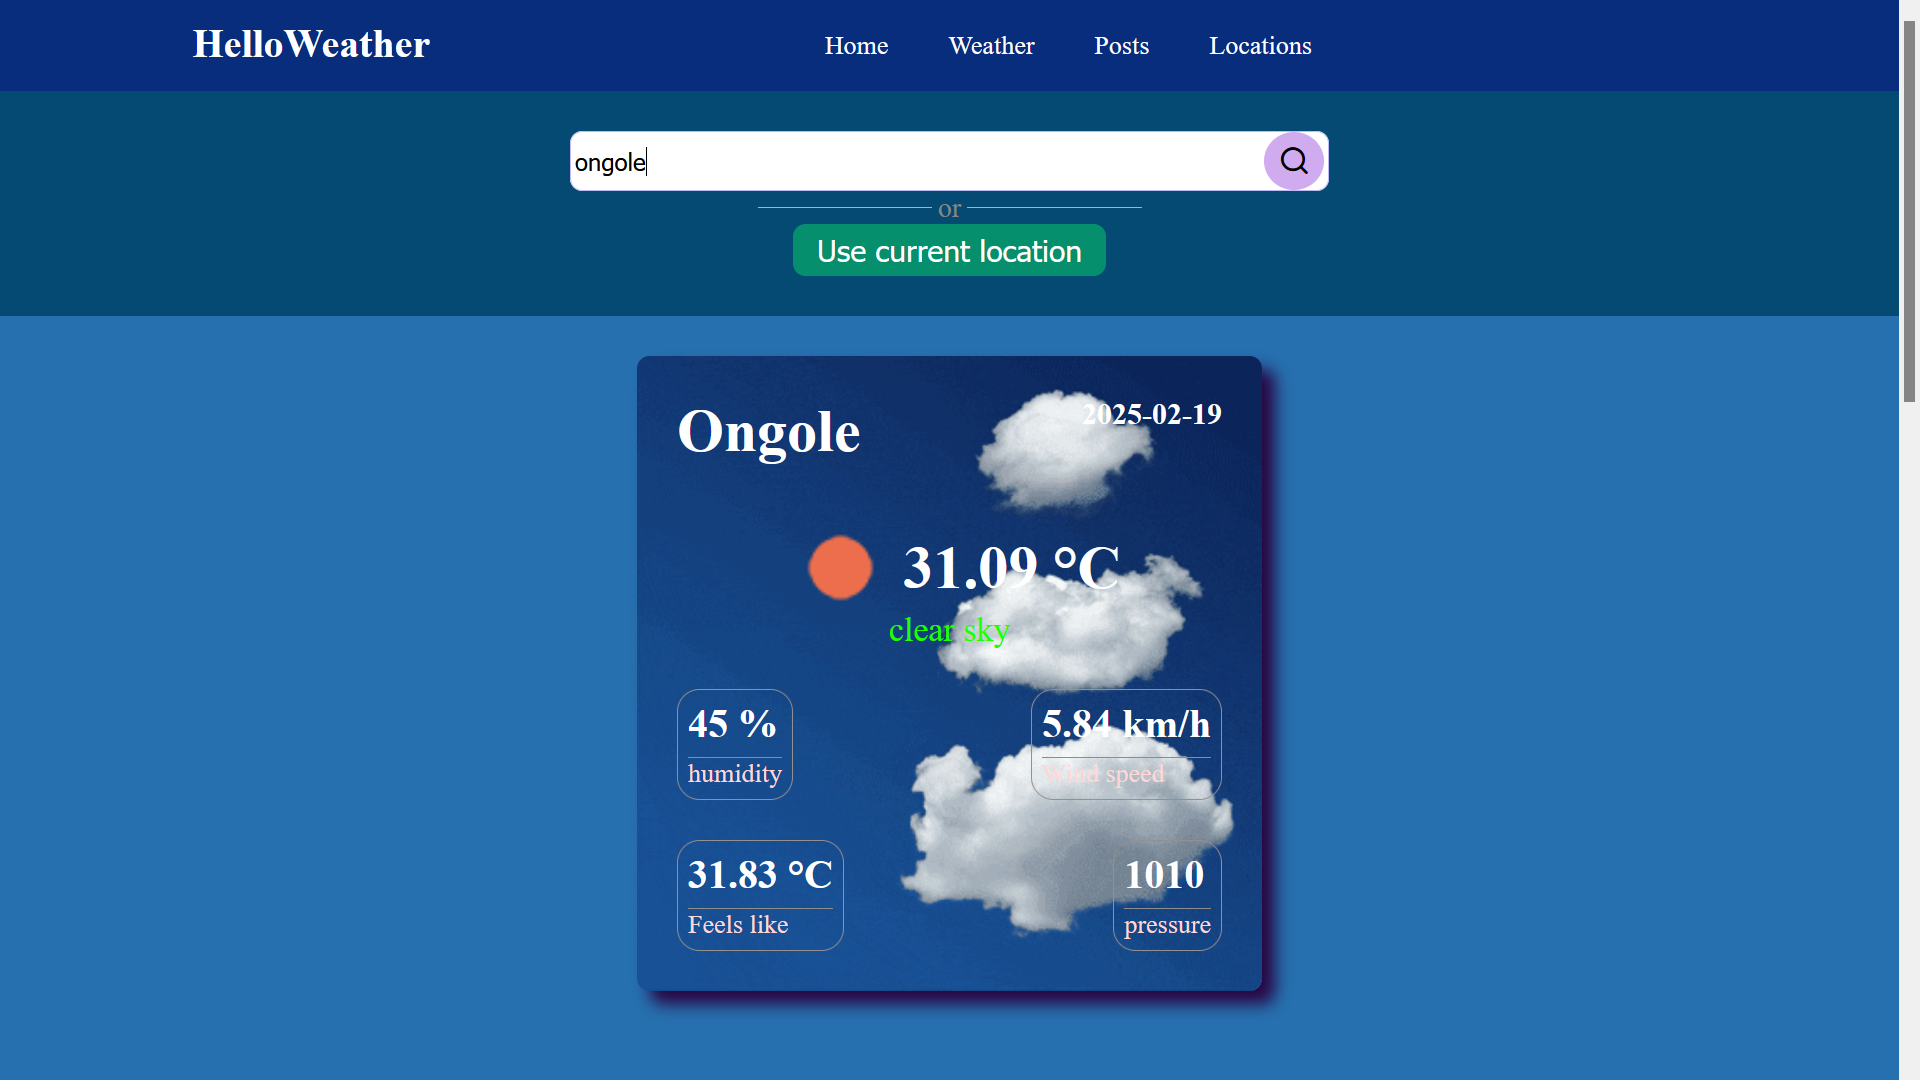 HelloWeather
Home Weather Posts Locations
ongole
or
Use current location
Ongole
2025-02-19
31.09 °C
clear sky
45 %
humidity
5.84 km/h
Wind speed
31.83 °C
Feels like
1010
pressure